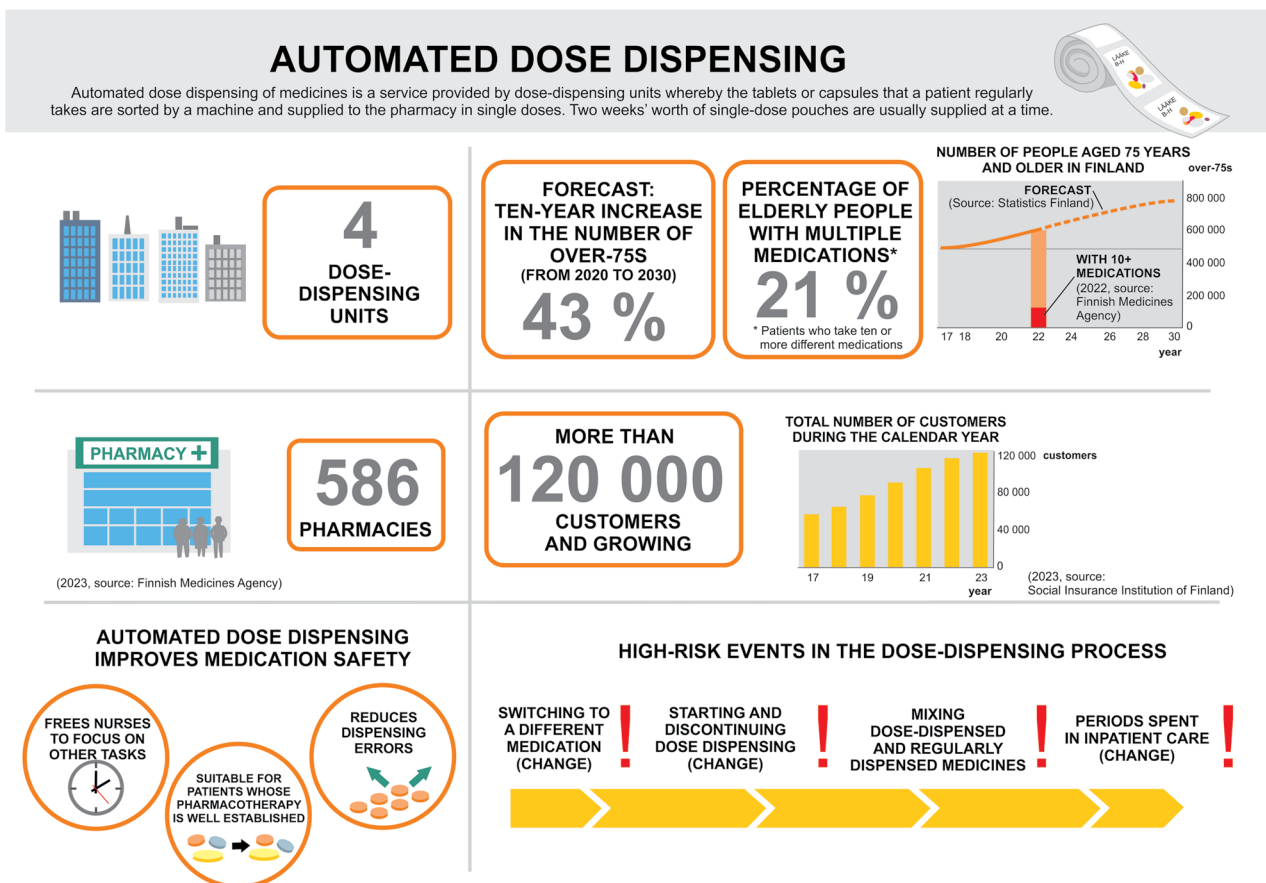 AUTOMATED DOSE DISPENSING
Automated dose dispensing of medicines is a service provided by dose-dispensing units whereby the tablets or capsules that a patient regularly
takes are sorted by a machine and supplied to the pharmacy in single doses. Two weeks' worth of single-dose pouches are usually supplied at a time.
LÄÄKE
B-H
LÄÄKE
B-H
4
DOSE-
DISPENSING
UNITS
FORECAST:
TEN-YEAR INCREASE
IN THE NUMBER OF
OVER-75S
(FROM 2020 TO 2030)
43 %
PERCENTAGE OF
ELDERLY PEOPLE
WITH MULTIPLE
MEDICATIONS*
21 %
* Patients who take ten or
more different medications
NUMBER OF PEOPLE AGED 75 YEARS
AND OLDER IN FINLAND
over-75s
FORECAST
(Source: Statistics Finland)
800 000
600 000
400 000
200 000
0
WITH 10+
MEDICATIONS
(2022, source:
Finnish Medicines
Agency)
17 18 20 22 24 26 28 30
year
PHARMACY +
586
PHARMACIES
(2023, source: Finnish Medicines Agency)
MORE THAN
120 000
CUSTOMERS
AND GROWING
TOTAL NUMBER OF CUSTOMERS
DURING THE CALENDAR YEAR
120 000 customers
80 000
40 000
0
17 19 21 23
year
(2023, source:
Social Insurance Institution of Finland)
AUTOMATED DOSE DISPENSING
IMPROVES MEDICATION SAFETY
FREES NURSES
TO FOCUS ON
OTHER TASKS
SUITABLE FOR
PATIENTS WHOSE
PHARMACOTHERAPY
IS WELL ESTABLISHED
REDUCES
DISPENSING
ERRORS
HIGH-RISK EVENTS IN THE DOSE-DISPENSING PROCESS
SWITCHING TO
A DIFFERENT
MEDICATION
(CHANGE)
!
STARTING AND
DISCONTINUING
DOSE DISPENSING
(CHANGE)
!
MIXING
DOSE-DISPENSED
AND REGULARLY
DISPENSED MEDICINES
!
PERIODS SPENT
IN INPATIENT CARE
(CHANGE)
!